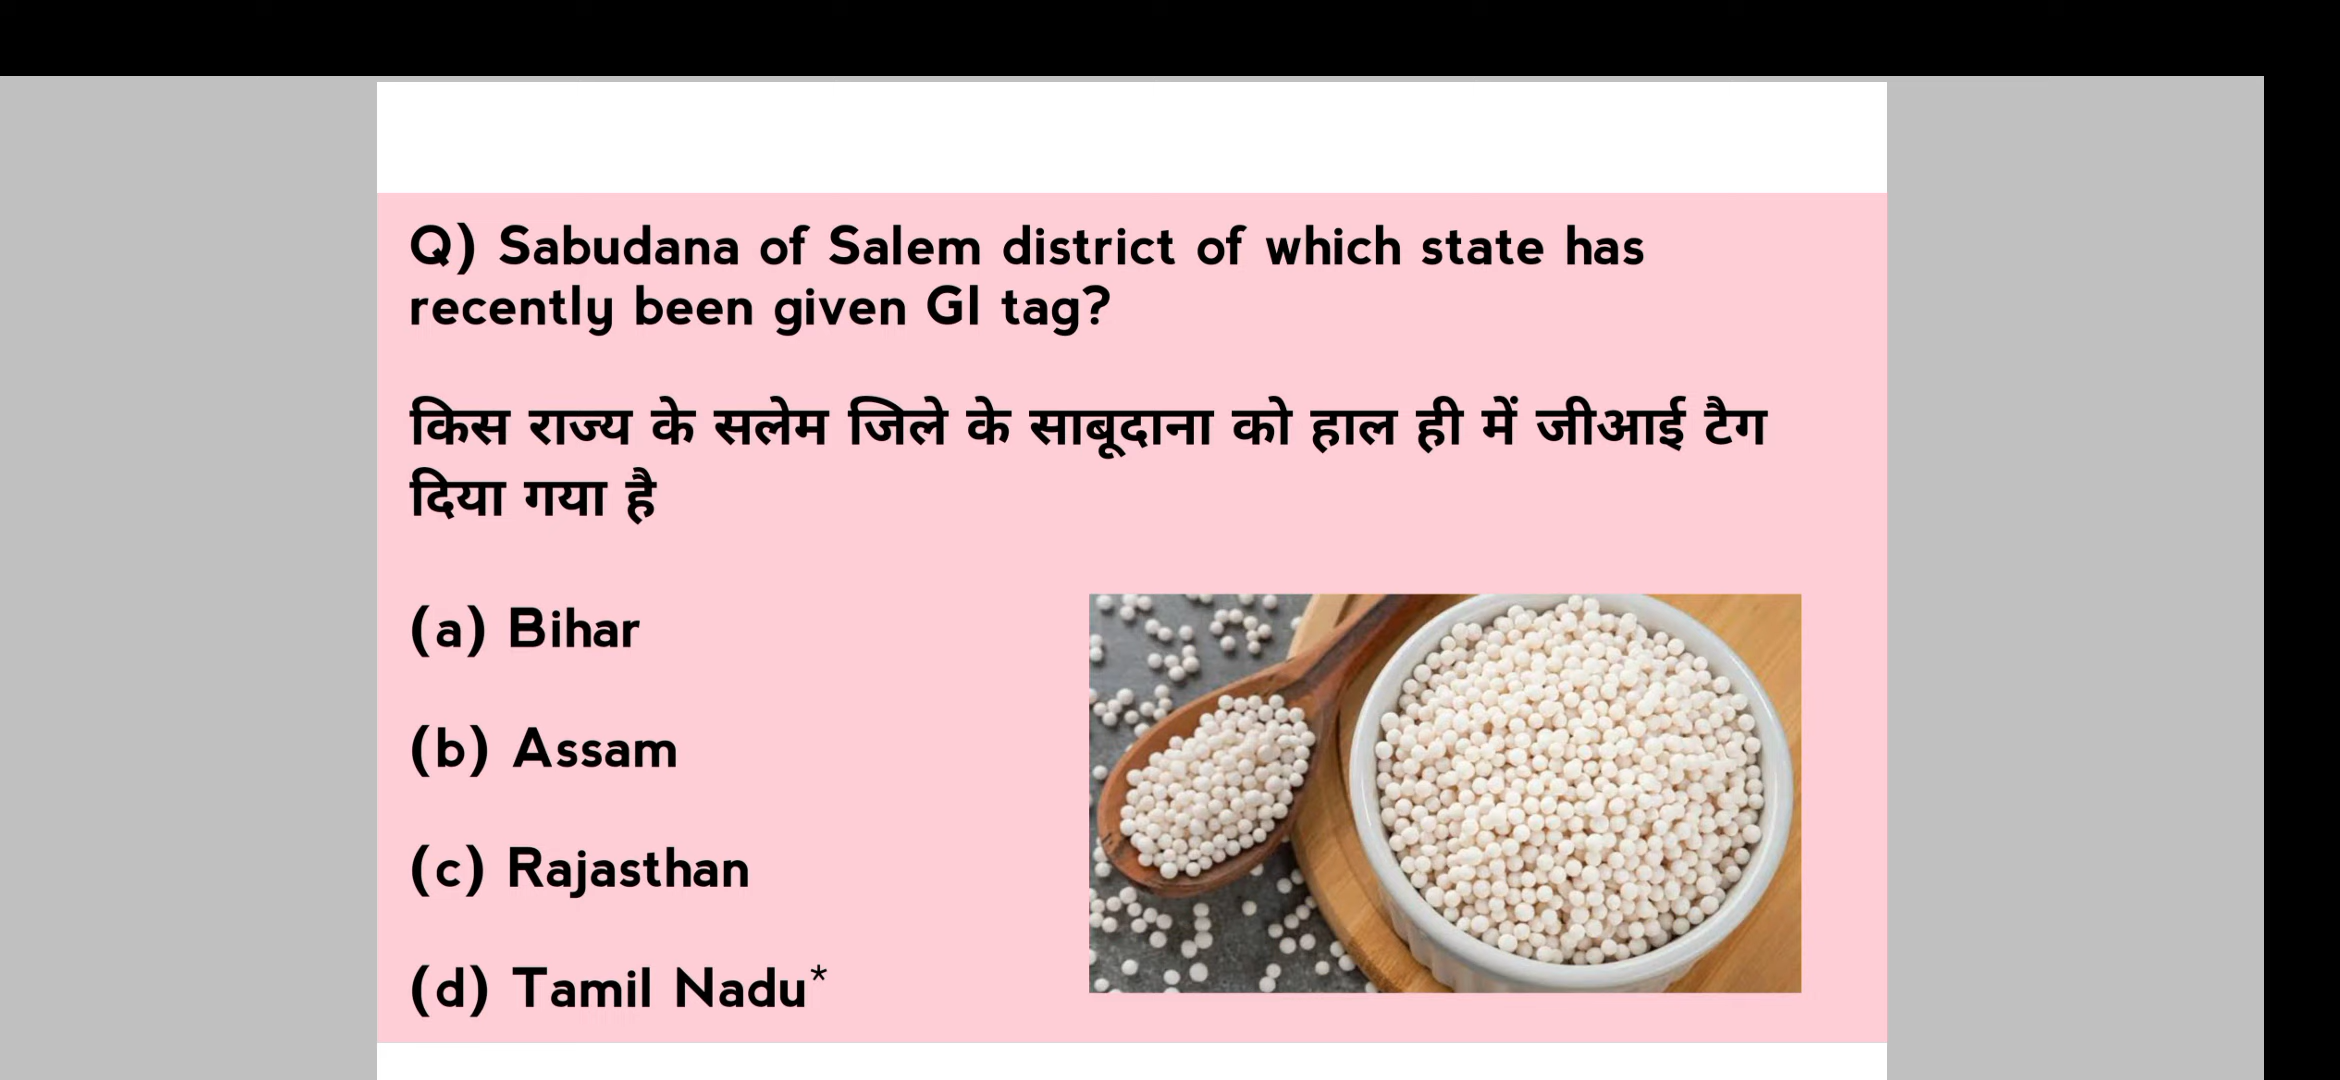 Q) Sabudana of Salem district of which state has
recently been given GI tag?
किस राज्य के सलेम जिले के साबूदाना को हाल ही में जीआई टैग
दिया गया है
(a) Bihar
(b) Assam
(c) Rajasthan
(d) Tamil Nadu*